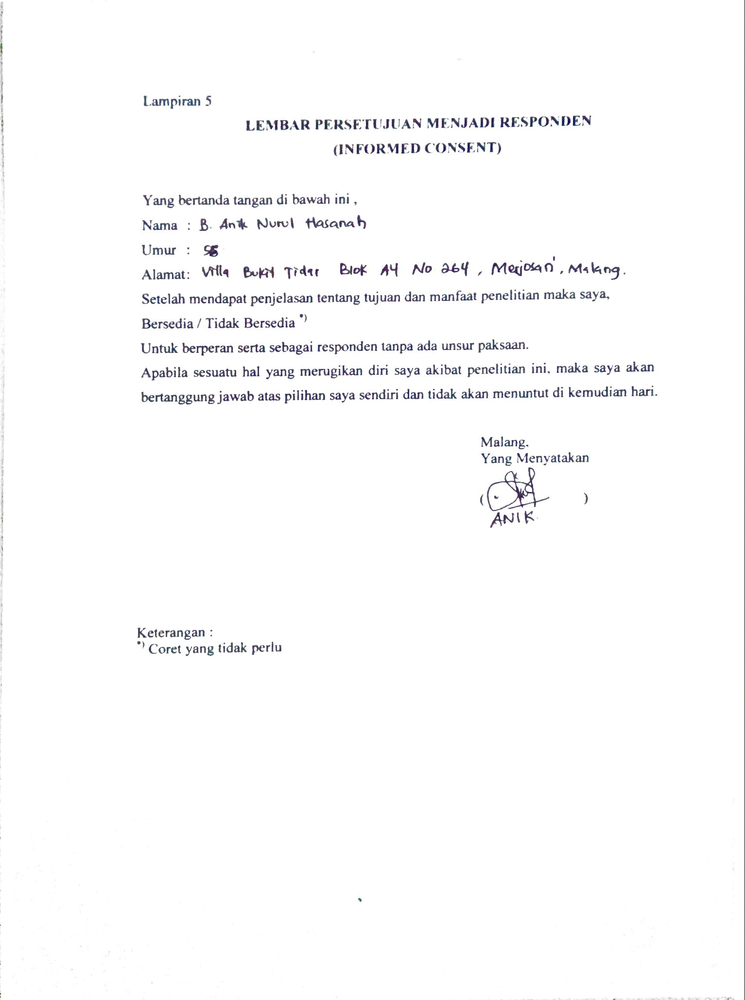 Lampiran 5
LEMBAR PERSETUJUAN MENJADI RESPONDEN
(INFORMED CONSENT)
Yang bertanda tangan di bawah ini ,
Nama : B. Anik Nurul Hasanah
Umur :
Alamat: Villa Bukit Tidar Blok A4 No 264 , Merjosari , Malang.
Setelah mendapat penjelasan tentang tujuan dan manfaat penelitian maka saya,
Bersedia / Tidak Bersedia *)
Untuk berperan serta sebagai responden tanpa ada unsur paksaan.
Apabila sesuatu hal yang merugikan diri saya akibat penelitian ini, maka saya akan
bertanggung jawab atas pilihan saya sendiri dan tidak akan menuntut di kemudian hari.
Malang,
Yang Menyatakan
( )
ANIK
Keterangan :
*) Coret yang tidak perlu